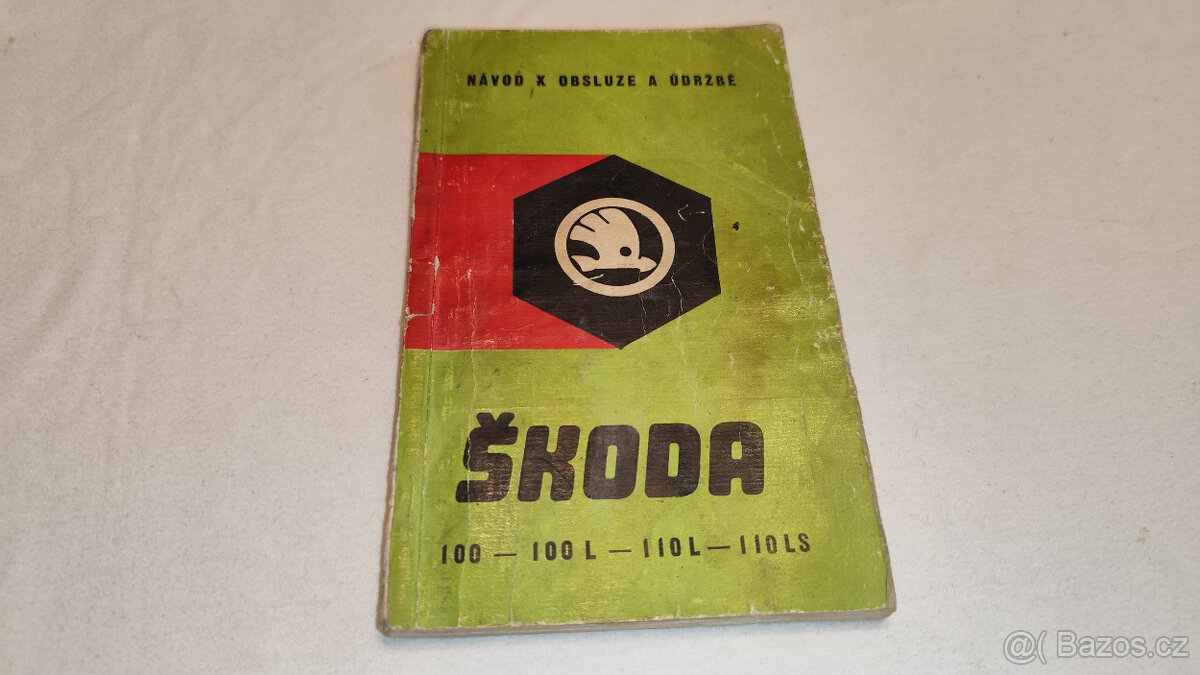 NÁVOD K OBSLUZE A ÚDRŽBĚ
ŠKODA
100 — 100 L — 110 L — 110 LS
@( Bazos.cz